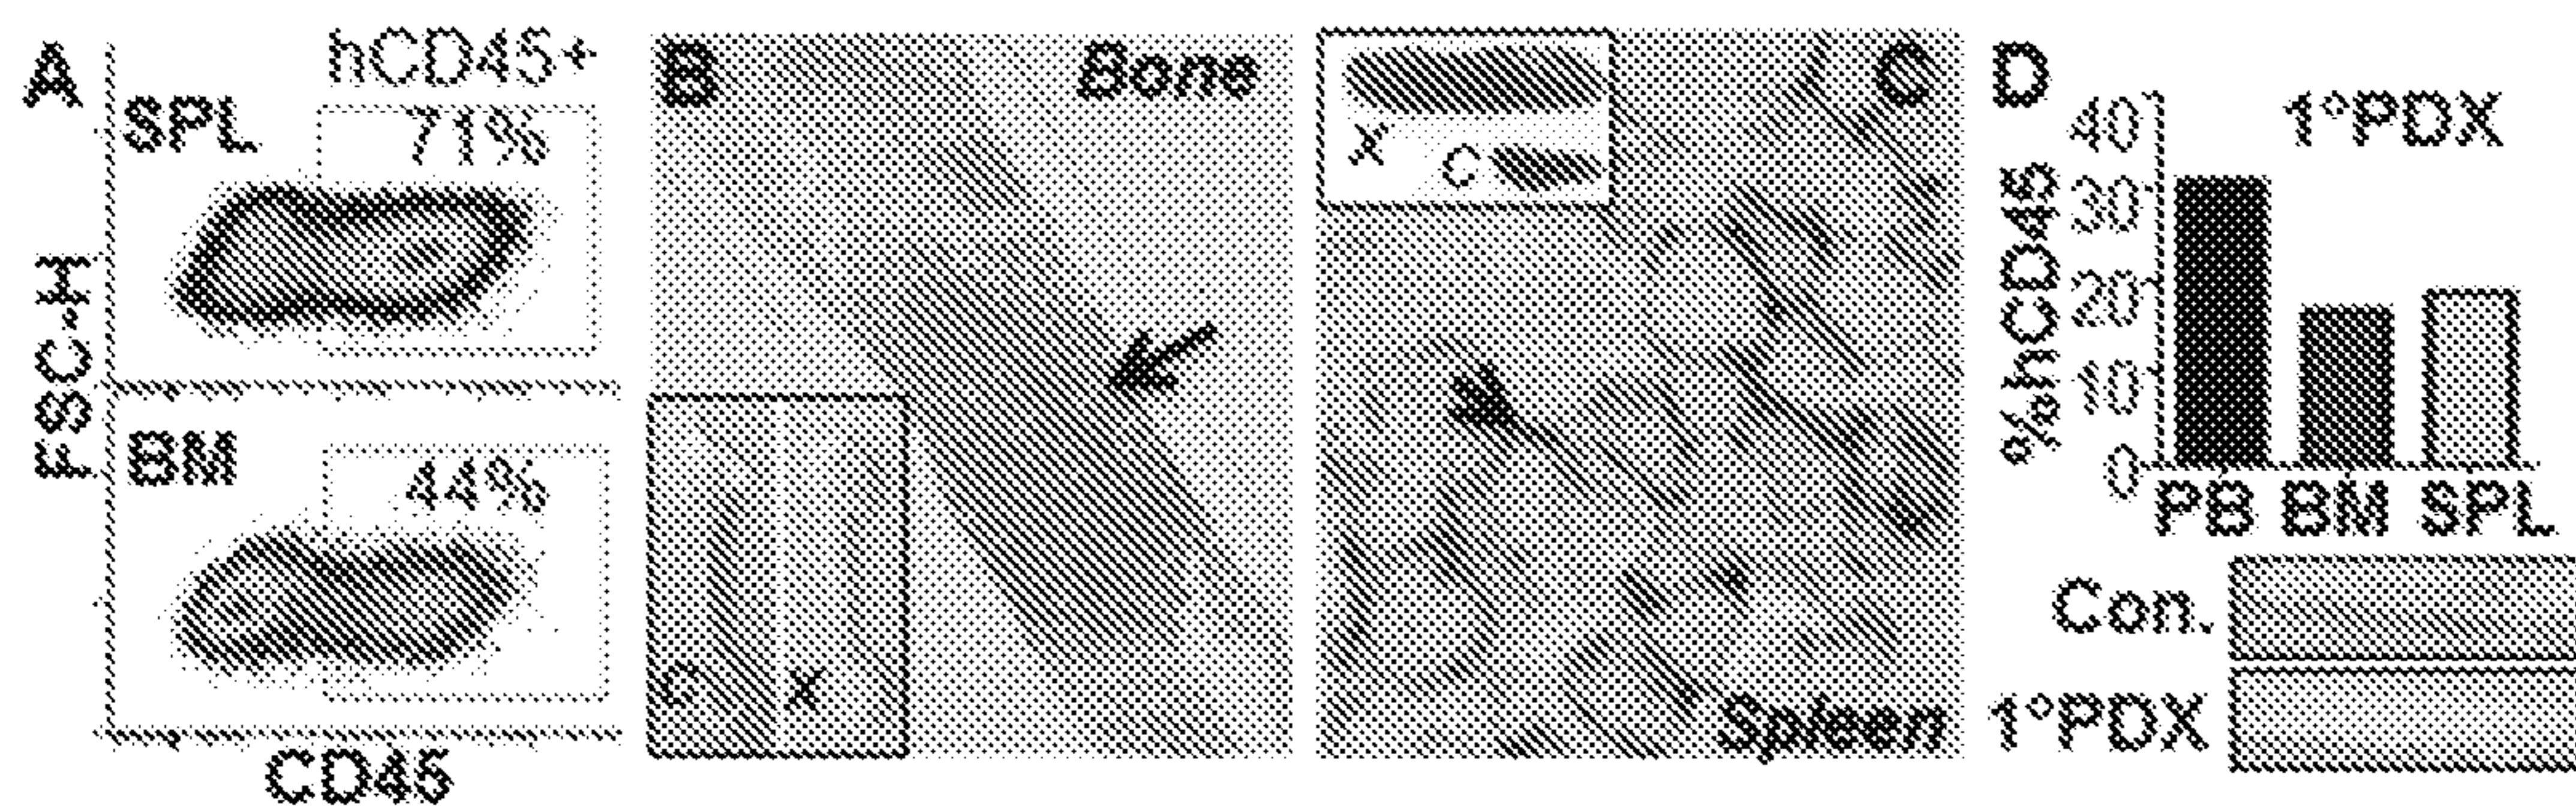 A
hCD45+
SPL
71%
FSC-H
BM
44%
CD45
B
Bone
C
X
C
X
C
Spleen
D
1°PDX
%hCD45
40
30
20
10
0
PB BM SPL
Con.
1°PDX